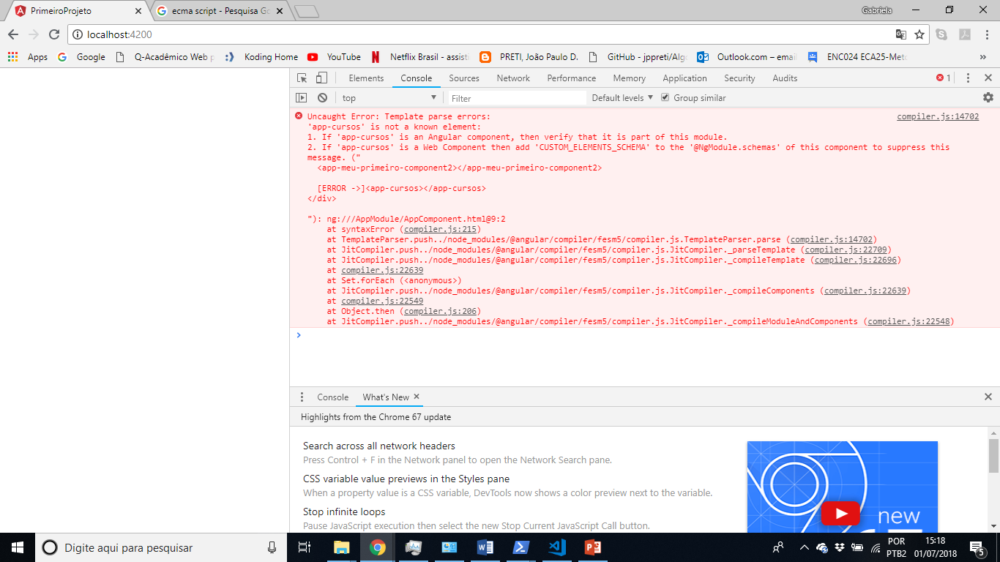 PrimeiroProjeto
ecma script - Pesquisa Go
Gabriela
localhost:4200
Apps
Google
Q-Acadêmico Web p
Koding Home
YouTube
Netflix Brasil - assisti
PRETI, João Paulo D.
GitHub - jppreti/Algo
Outlook.com – email
ENC024 ECA25-Meto
»
Elements
Console
Sources
Network
Performance
Memory
Application
Security
Audits
1
top
Filter
Default levels
Group similar
Uncaught Error: Template parse errors:
compiler.js:14702
'app-cursos' is not a known element:
1. If 'app-cursos' is an Angular component, then verify that it is part of this module.
2. If 'app-cursos' is a Web Component then add 'CUSTOM_ELEMENTS_SCHEMA' to the '@NgModule.schemas' of this component to suppress this
message. ("
<app-meu-primeiro-component2></app-meu-primeiro-component2>
[ERROR ->]<app-cursos></app-cursos>
</div>
"): ng:///AppModule/AppComponent.html@9:2
at syntaxError (compiler.js:215)
at TemplateParser.push../node_modules/@angular/compiler/fesm5/compiler.js.TemplateParser.parse (compiler.js:14702)
at JitCompiler.push../node_modules/@angular/compiler/fesm5/compiler.js.JitCompiler._parseTemplate (compiler.js:22709)
at JitCompiler.push../node_modules/@angular/compiler/fesm5/compiler.js.JitCompiler._compileTemplate (compiler.js:22696)
at compiler.js:22639
at Set.forEach (<anonymous>)
at JitCompiler.push../node_modules/@angular/compiler/fesm5/compiler.js.JitCompiler._compileComponents (compiler.js:22639)
at compiler.js:22549
at Object.then (compiler.js:206)
at JitCompiler.push../node_modules/@angular/compiler/fesm5/compiler.js.JitCompiler._compileModuleAndComponents (compiler.js:22548)
Console
What's New
Highlights from the Chrome 67 update
Search across all network headers
Press Control + F in the Network panel to open the Network Search pane.
CSS variable value previews in the Styles pane
When a property value is a CSS variable, DevTools now shows a color preview next to the variable.
Stop infinite loops
Pause JavaScript execution then select the new Stop Current JavaScript Call button.
new
Digite aqui para pesquisar
POR
PTB2
15:18
01/07/2018
5